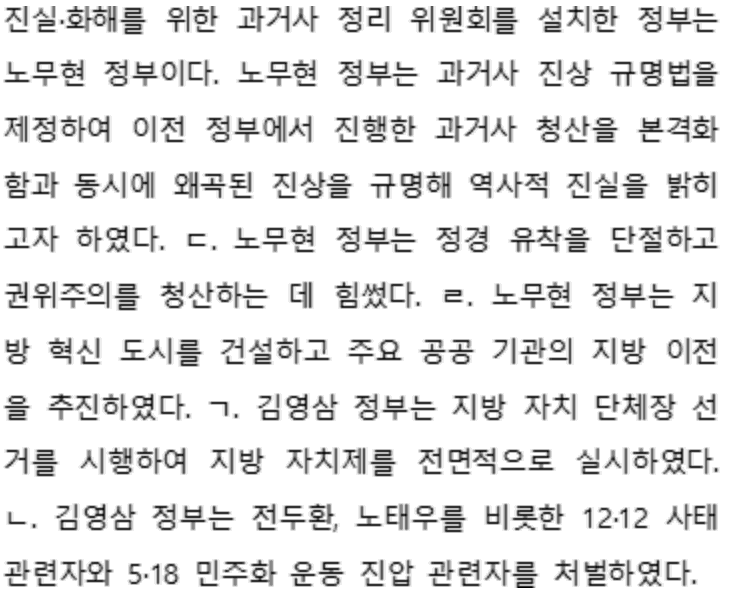 진실·화해를 위한 과거사 정리 위원회를 설치한 정부는
노무현 정부이다. 노무현 정부는 과거사 진상 규명법을
제정하여 이전 정부에서 진행한 과거사 청산을 본격화
함과 동시에 왜곡된 진상을 규명해 역사적 진실을 밝히
고자 하였다. ㄷ. 노무현 정부는 정경 유착을 단절하고
권위주의를 청산하는 데 힘썼다. ㄹ. 노무현 정부는 지
방 혁신 도시를 건설하고 주요 공공 기관의 지방 이전
을 추진하였다. ㄱ. 김영삼 정부는 지방 자치 단체장 선
거를 시행하여 지방 자치제를 전면적으로 실시하였다.
ㄴ. 김영삼 정부는 전두환, 노태우를 비롯한 12·12 사태
관련자와 5·18 민주화 운동 진압 관련자를 처벌하였다.